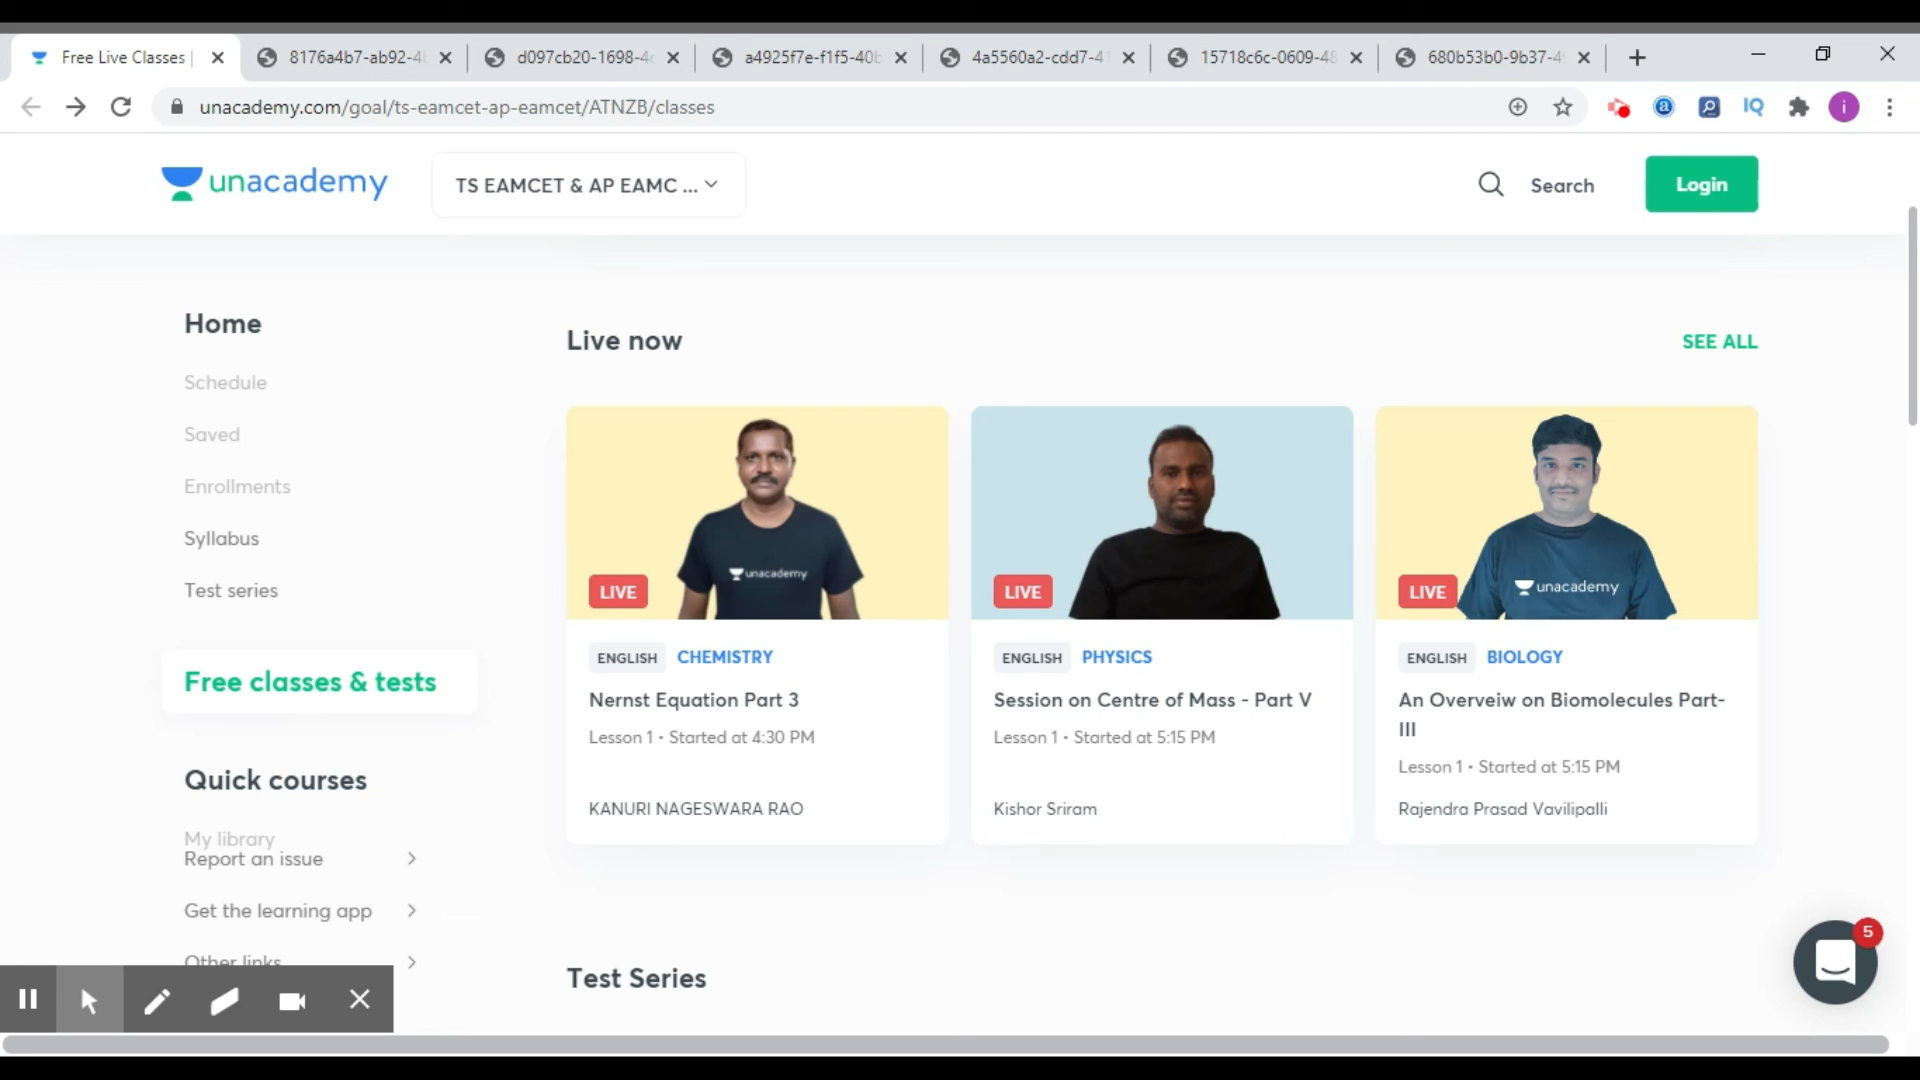 Free Live Classes |
8176a4b7-ab92-4
d097cb20-1698-4
a4925f7e-f1f5-40b
4a5560a2-cdd7-41
15718c6c-0609-48
680b53b0-9b37-4
unacademy.com/goal/ts-eamcet-ap-eamcet/ATNZB/classes
IQ
i
unacademy
TS EAMCET & AP EAMC ...
Search
Login
Home
Schedule
Saved
Enrollments
Syllabus
Test series
Free classes & tests
Quick courses
My library
Report an issue
Get the learning app
Other links
Live now
SEE ALL
unacademy
LIVE
ENGLISH CHEMISTRY
Nernst Equation Part 3
Lesson 1 • Started at 4:30 PM
KANURI NAGESWARA RAO
LIVE
ENGLISH PHYSICS
Session on Centre of Mass - Part V
Lesson 1 • Started at 5:15 PM
Kishor Sriram
unacademy
LIVE
ENGLISH BIOLOGY
An Overveiw on Biomolecules Part-
III
Lesson 1 • Started at 5:15 PM
Rajendra Prasad Vavilipalli
Test Series
5